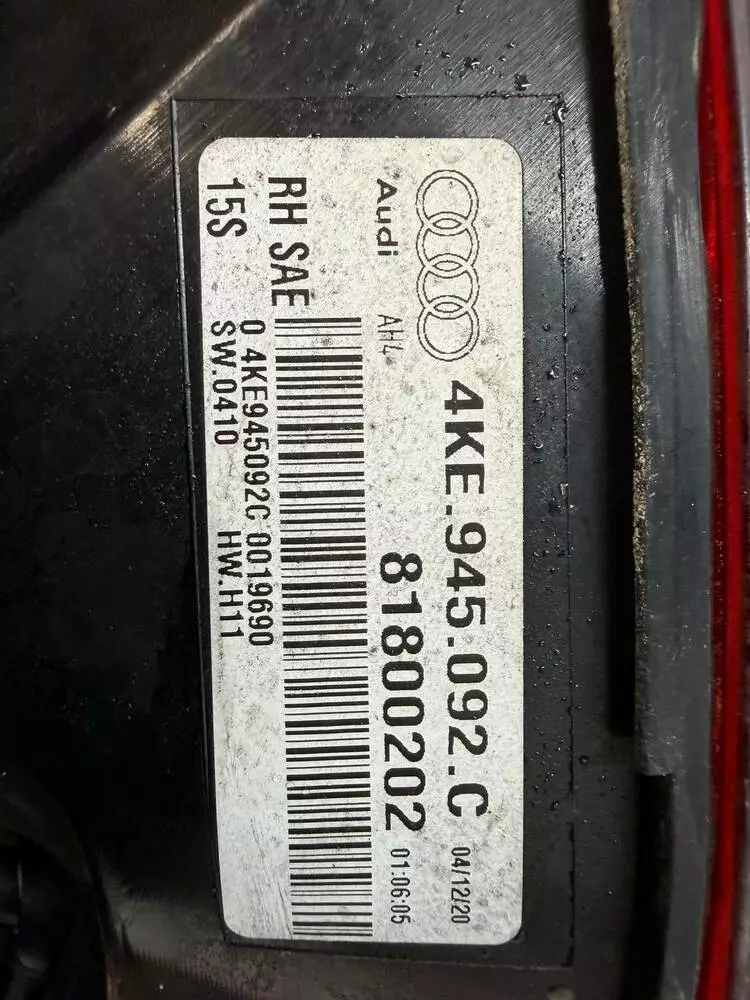 4KE.945.092.C 04/12/20
Audi AH4 81800202 01:06:05
RH SAE
0 4KE945092C 0019690
15S SW.0410 HW.H11